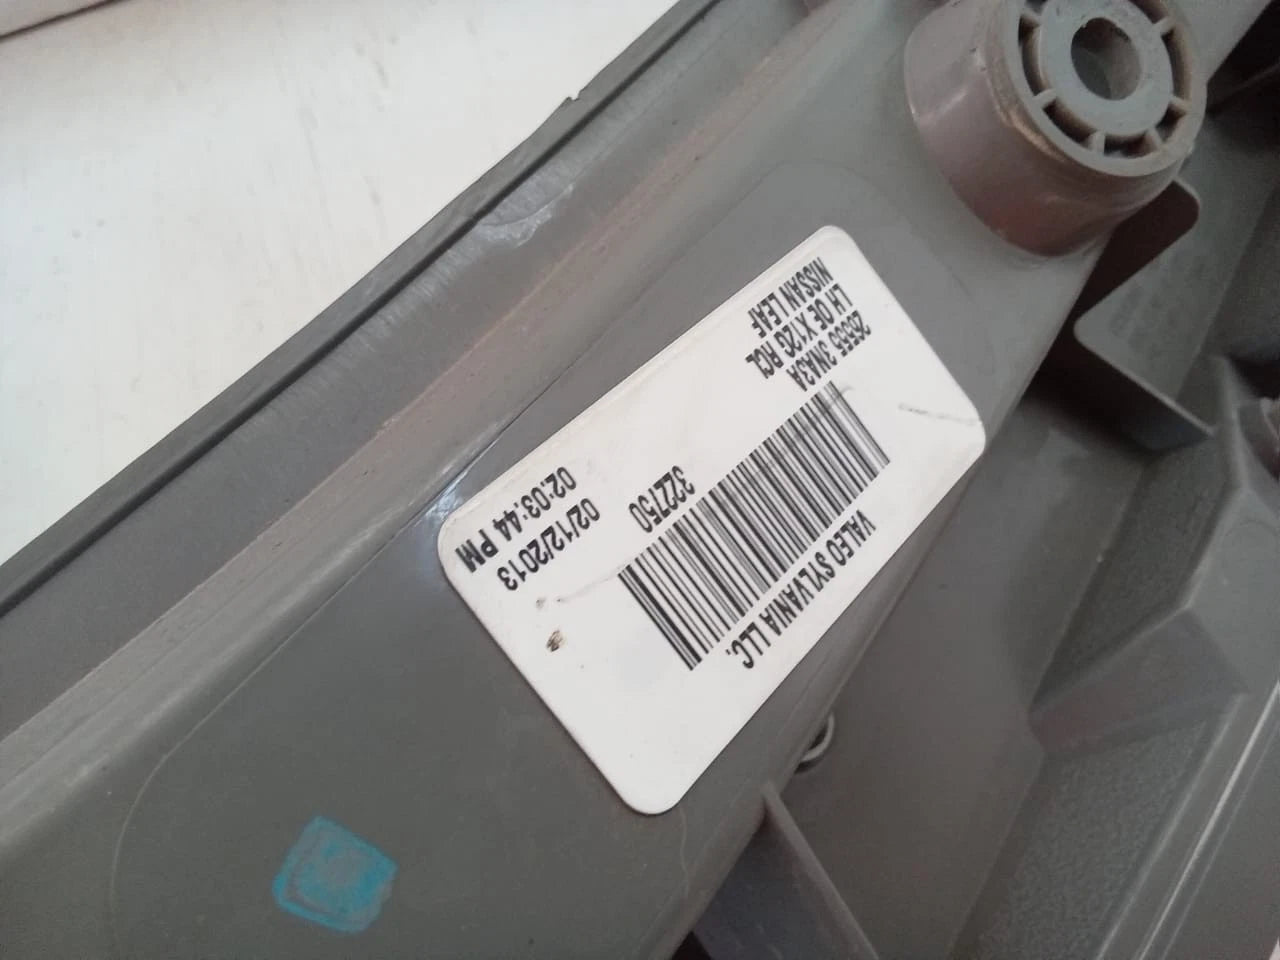 VALEO SYLVANIA LLC.
322750
26555 3NA3A
LH OE X12G RCL
NISSAN LEAF
02/12/2013
02:03:44 PM